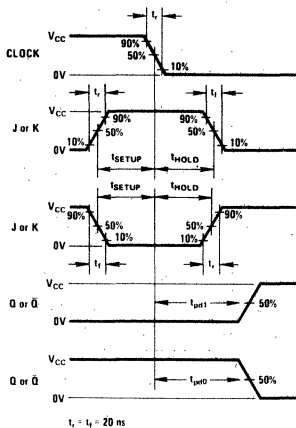 tr
CLOCK
VCC
90%
50%
10%
0V
tr
VCC
90%
50%
10%
0V
J or K
tr
90%
50%
10%
tSETUP
tHOLD
tSETUP
tHOLD
VCC
90%
50%
10%
0V
J or K
tf
50%
10%
90%
tr
VCC
Q or Q̄
0V
tpd1
50%
VCC
Q or Q̄
0V
tpd0
50%
tr = tf = 20 ns